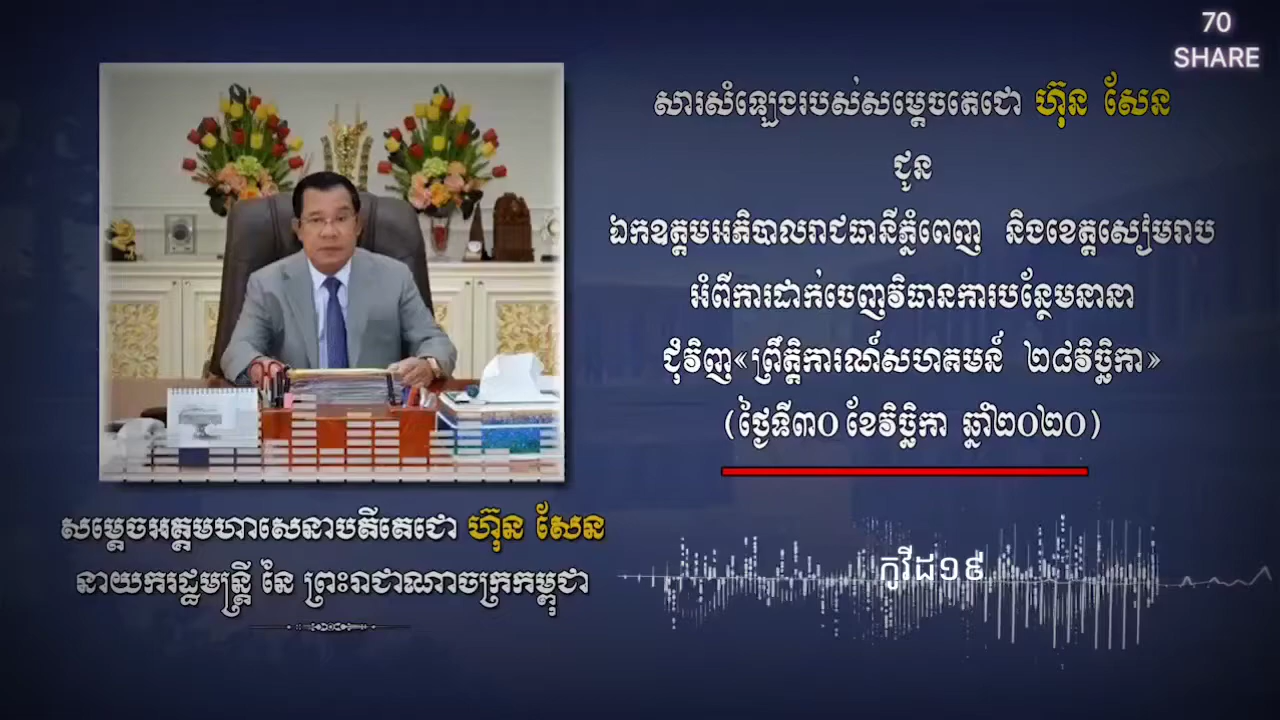 70
SHARE
សារសំឡេងរបស់សម្តេចតេជោ ហ៊ុន សែន
ជូន
ឯកឧត្តមអភិបាលរាជធានីភ្នំពេញ និងខេត្តសៀមរាប
អំពីការដាក់ចេញវិធានការបន្ថែមនានា
ជុំវិញ«ព្រឹត្តិការណ៍សហគមន៍ ២៨វិច្ឆិកា»
(ថ្ងៃទី៣០ ខែវិច្ឆិកា ឆ្នាំ២០២០)
កូវីដ១៩
សម្តេចអគ្គមហាសេនាបតីតេជោ ហ៊ុន សែន
នាយករដ្ឋមន្ត្រី នៃ ព្រះរាជាណាចក្រកម្ពុជា